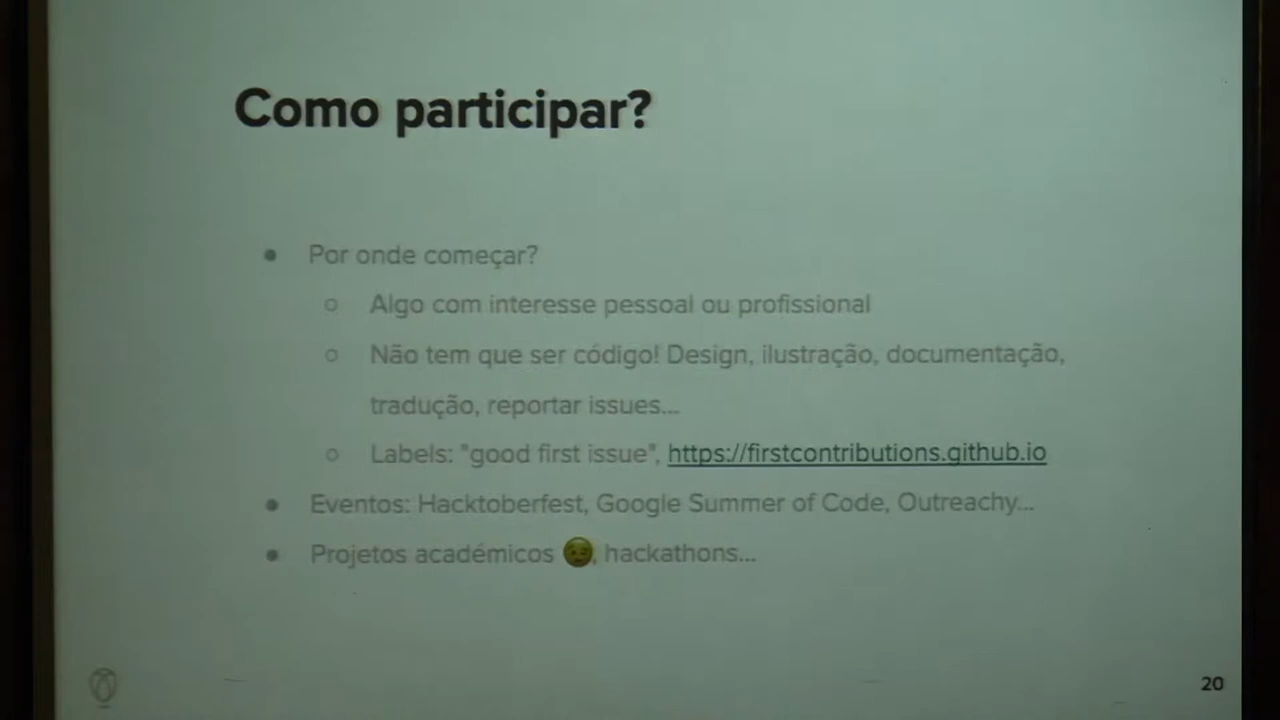 Como participar?
● Por onde começar?
○ Algo com interesse pessoal ou profissional
○ Não tem que ser código! Design, ilustração, documentação,
tradução, reportar issues...
○ Labels: "good first issue", https://firstcontributions.github.io
● Eventos: Hacktoberfest, Google Summer of Code, Outreachy...
● Projetos académicos 😉, hackathons...
20